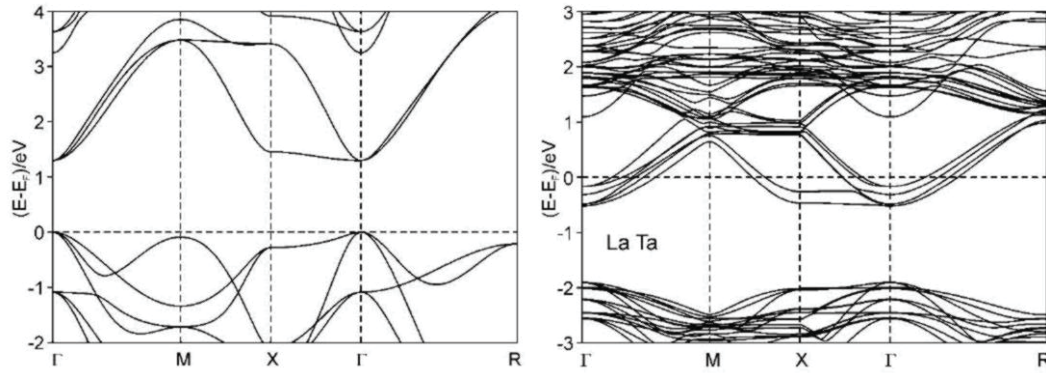 (E-E_F)/eV
4
3
2
1
0
-1
-2
Γ M X Γ R
(E-E_F)/eV
3
2
1
0
-1
-2
-3
La Ta
Γ M X Γ R